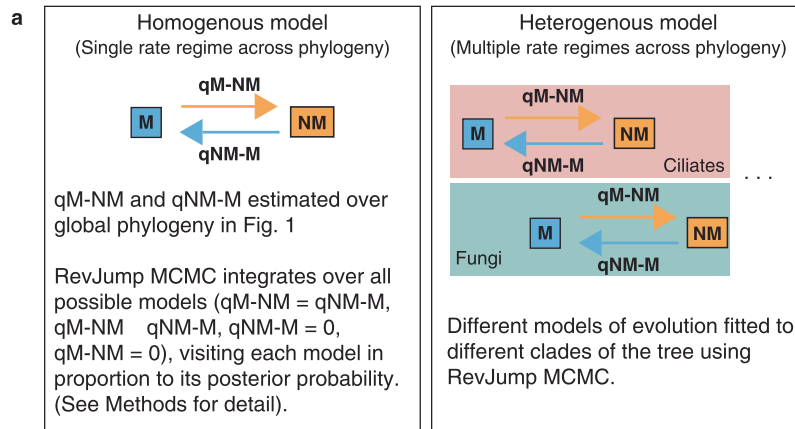 a
Homogenous model
(Single rate regime across phylogeny)
qM-NM
M
NM
qNM-M
qM-NM and qNM-M estimated over
global phylogeny in Fig. 1
RevJump MCMC integrates over all
possible models (qM-NM = qNM-M,
qM-NM qNM-M, qNM-M = 0,
qM-NM = 0), visiting each model in
proportion to its posterior probability.
(See Methods for detail).
Heterogenous model
(Multiple rate regimes across phylogeny)
qM-NM
M
NM
qNM-M
Ciliates
. . .
qM-NM
M
NM
qNM-M
Fungi
Different models of evolution fitted to
different clades of the tree using
RevJump MCMC.